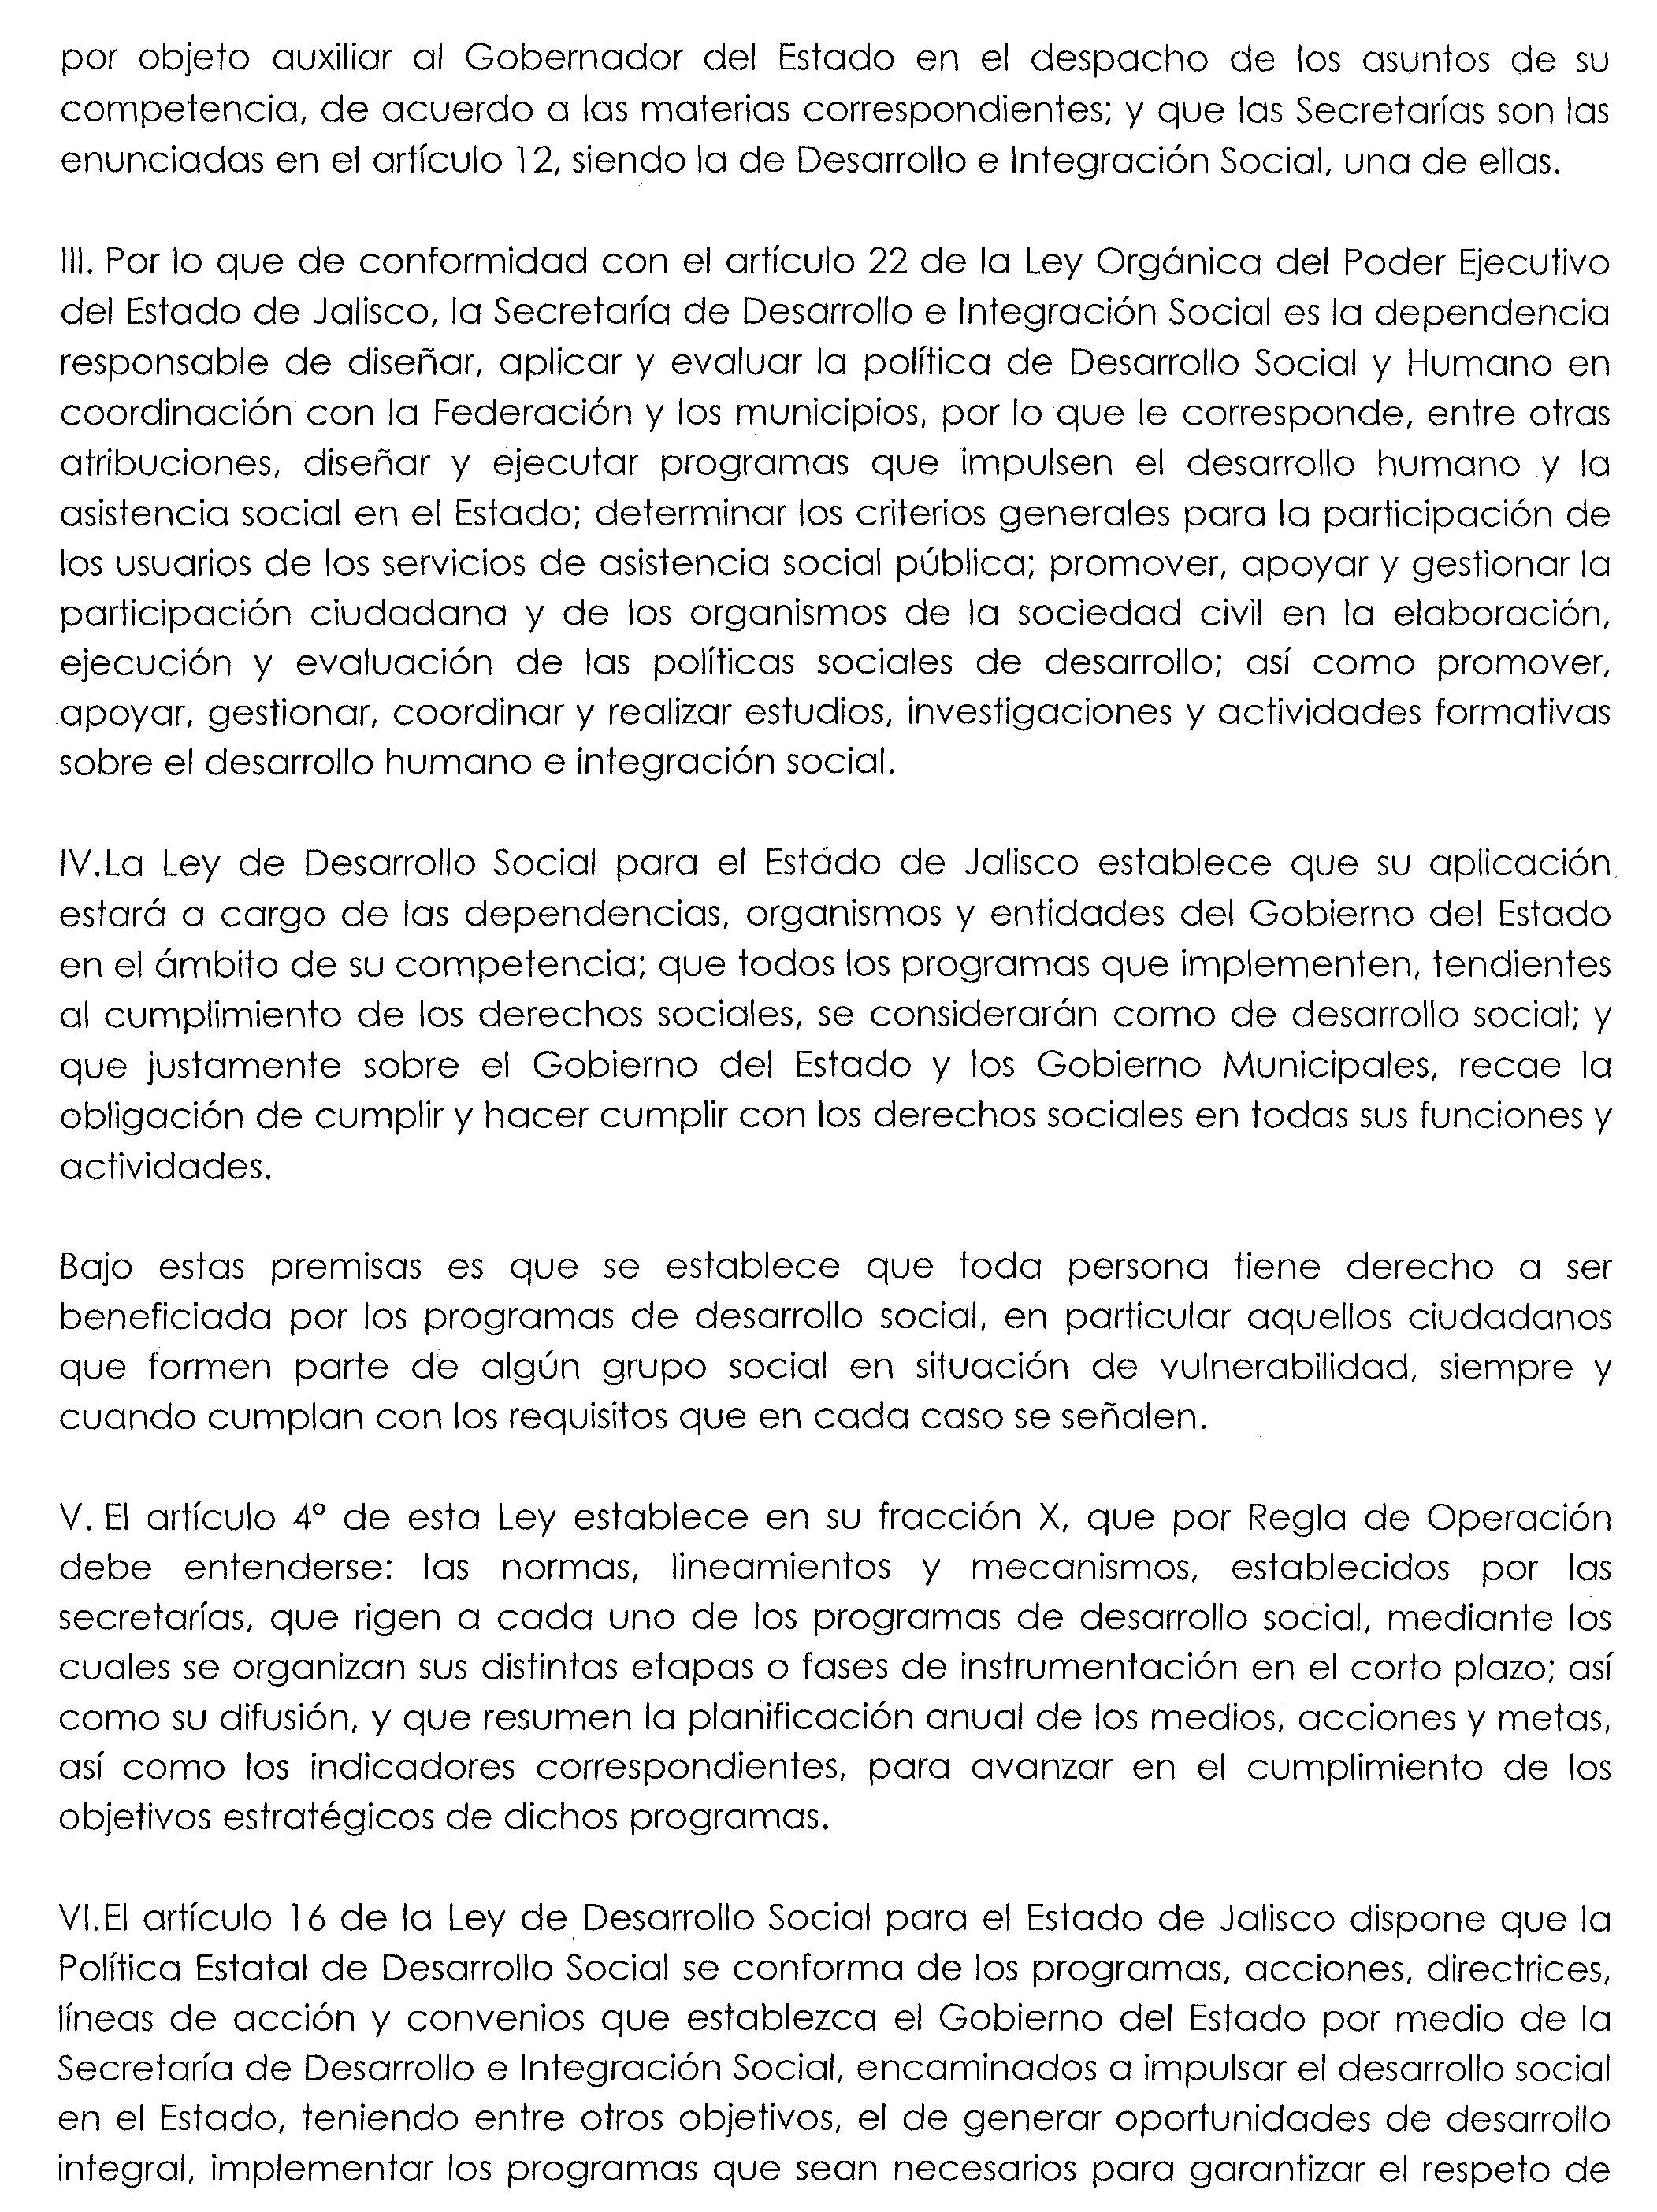 por objeto auxiliar al Gobernador del Estado en el despacho de los asuntos de su
competencia, de acuerdo a las materias correspondientes; y que las Secretarías son las
enunciadas en el artículo 12, siendo la de Desarrollo e Integración Social, una de ellas.
III. Por lo que de conformidad con el artículo 22 de la Ley Orgánica del Poder Ejecutivo
del Estado de Jalisco, la Secretaría de Desarrollo e Integración Social es la dependencia
responsable de diseñar, aplicar y evaluar la política de Desarrollo Social y Humano en
coordinación con la Federación y los municipios, por lo que le corresponde, entre otras
atribuciones, diseñar y ejecutar programas que impulsen el desarrollo humano y la
asistencia social en el Estado; determinar los criterios generales para la participación de
los usuarios de los servicios de asistencia social pública; promover, apoyar y gestionar la
participación ciudadana y de los organismos de la sociedad civil en la elaboración,
ejecución y evaluación de las políticas sociales de desarrollo; así como promover,
apoyar, gestionar, coordinar y realizar estudios, investigaciones y actividades formativas
sobre el desarrollo humano e integración social.
IV.La Ley de Desarrollo Social para el Estado de Jalisco establece que su aplicación
estará a cargo de las dependencias, organismos y entidades del Gobierno del Estado
en el ámbito de su competencia; que todos los programas que implementen, tendientes
al cumplimiento de los derechos sociales, se considerarán como de desarrollo social; y
que justamente sobre el Gobierno del Estado y los Gobierno Municipales, recae la
obligación de cumplir y hacer cumplir con los derechos sociales en todas sus funciones y
actividades.
Bajo estas premisas es que se establece que toda persona tiene derecho a ser
beneficiada por los programas de desarrollo social, en particular aquellos ciudadanos
que formen parte de algún grupo social en situación de vulnerabilidad, siempre y
cuando cumplan con los requisitos que en cada caso se señalen.
V. El artículo 4º de esta Ley establece en su fracción X, que por Regla de Operación
debe entenderse: las normas, lineamientos y mecanismos, establecidos por las
secretarías, que rigen a cada uno de los programas de desarrollo social, mediante los
cuales se organizan sus distintas etapas o fases de instrumentación en el corto plazo; así
como su difusión, y que resumen la planificación anual de los medios, acciones y metas,
así como los indicadores correspondientes, para avanzar en el cumplimiento de los
objetivos estratégicos de dichos programas.
VI.El artículo 16 de la Ley de Desarrollo Social para el Estado de Jalisco dispone que la
Política Estatal de Desarrollo Social se conforma de los programas, acciones, directrices,
líneas de acción y convenios que establezca el Gobierno del Estado por medio de la
Secretaría de Desarrollo e Integración Social, encaminados a impulsar el desarrollo social
en el Estado, teniendo entre otros objetivos, el de generar oportunidades de desarrollo
integral, implementar los programas que sean necesarios para garantizar el respeto de